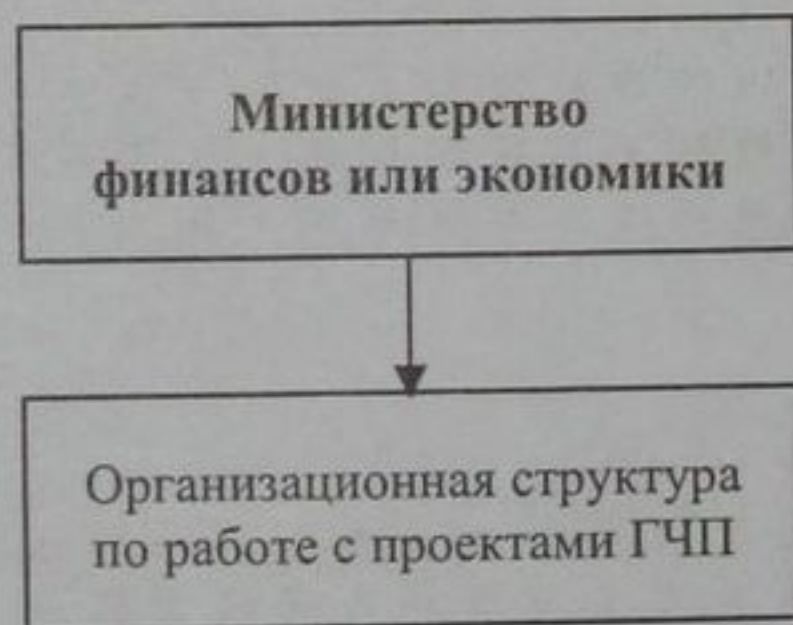 Министерство
финансов или экономики
Организационная структура
по работе с проектами ГЧП